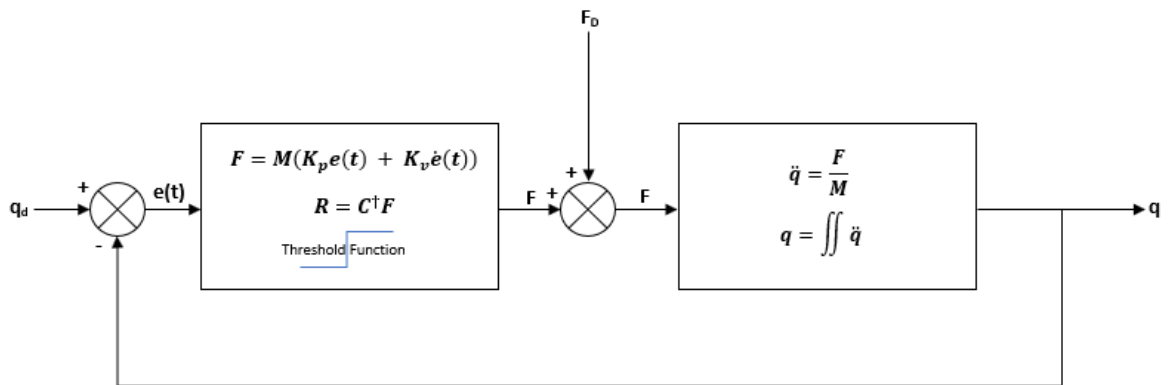 F_D
F = M(K_p e(t) + K_v ė(t))
R = C^† F
Threshold Function
q̈ = F/M
q = ∬ q̈
q_d
+
-
e(t)
F
+
+
F
q